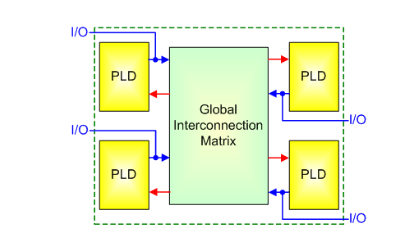 I/O
PLD
PLD
Global
Interconnection
Matrix
I/O
I/O
PLD
PLD
I/O